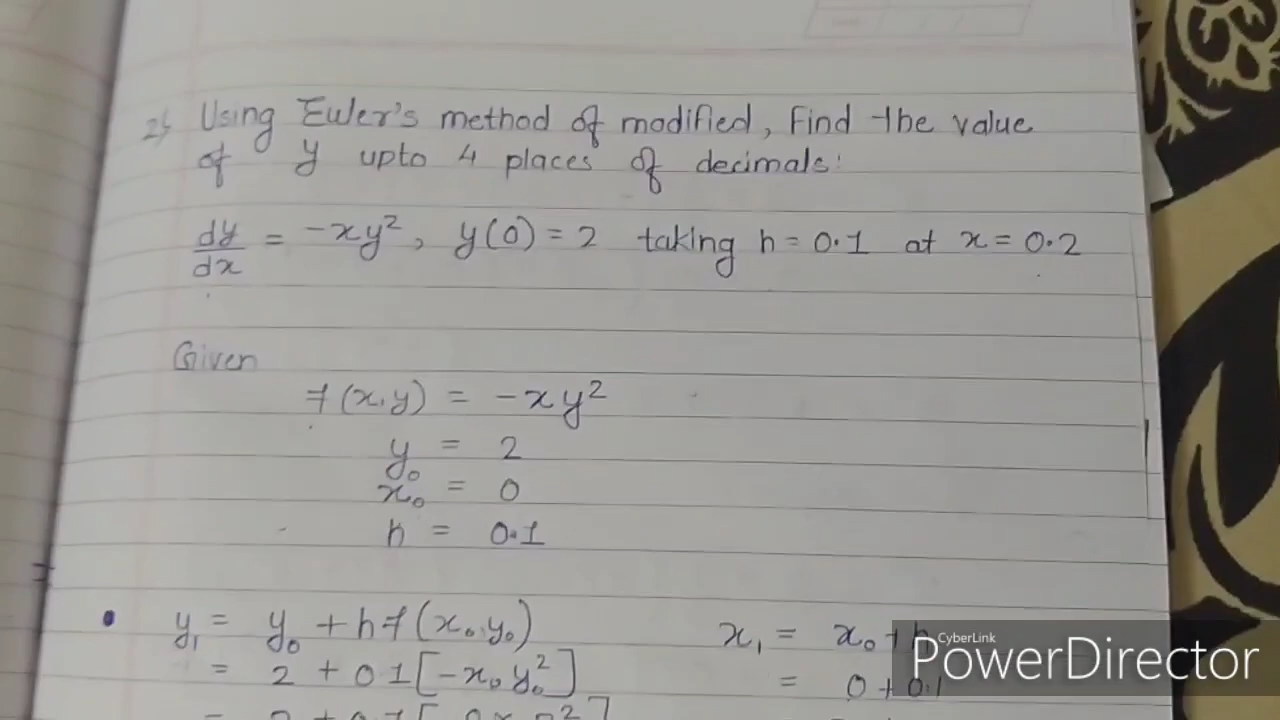 2) Using Euler's method of modified, Find the value
of y upto 4 places of decimals:
dy/dx = -xy², y(0) = 2 taking h = 0.1 at x = 0.2
Given
f(x,y) = -xy²
y₀ = 2
x₀ = 0
h = 0.1
y₁ = y₀ + hf(x₀,y₀)
x₁ = x₀ + h
= 2 + 0.1[-x₀y₀²]
= 0 + 0.1
CyberLink
PowerDirector